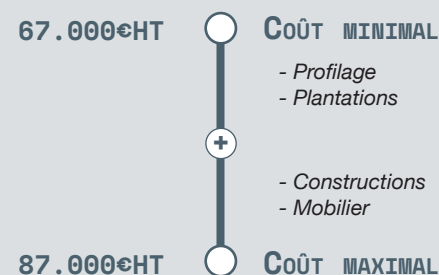 67.000€HT COÛT MINIMAL
- Profilage
- Plantations
+
- Constructions
- Mobilier
87.000€HT COÛT MAXIMAL